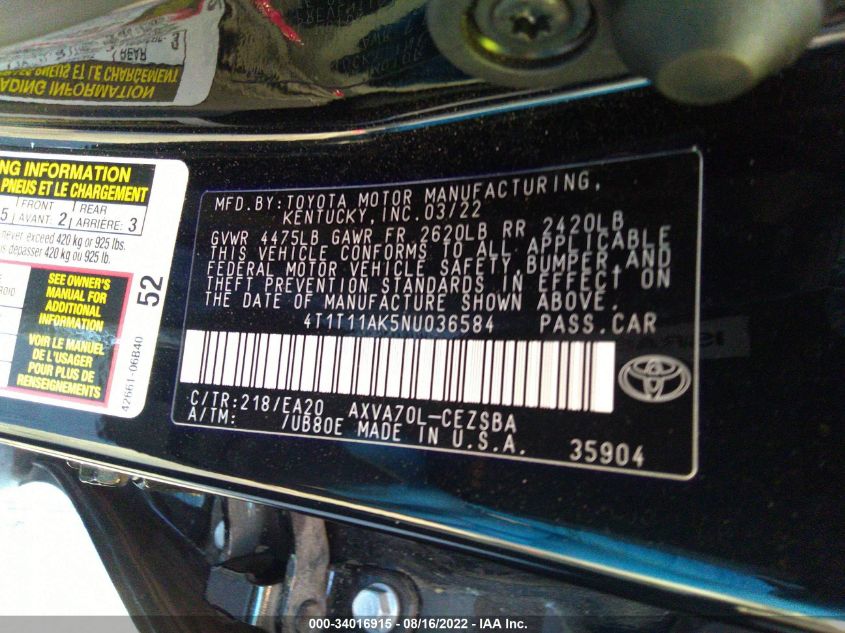 NG INFORMATION
PNEUS ET LE CHARGEMENT
5 FRONT REAR
AVANT: 2 ARRIÈRE: 3
never exceed 420 kg or 925 lbs.
dépasser 420 kg ou 925 lb.
SEE OWNER'S
MANUAL FOR
ADDITIONAL
INFORMATION
VOIR LE MANUEL
DE L'USAGER
POUR PLUS DE
RENSEIGNEMENTS
52
42661-06B40
MFD.BY:TOYOTA MOTOR MANUFACTURING,
KENTUCKY,INC.03/22
GVWR 4475LB GAWR FR 2620LB RR 2420LB
THIS VEHICLE CONFORMS TO ALL APPLICABLE
FEDERAL MOTOR VEHICLE SAFETY,BUMPER,AND
THEFT PREVENTION STANDARDS IN EFFECT ON
THE DATE OF MANUFACTURE SHOWN ABOVE.
4T1T11AK5NU036584 PASS.CAR
C/TR:218/EA20 AXVA70L-CEZSBA
A/TM: /UB80E MADE IN U.S.A. 35904
TOYOTA
000-34016915 - 08/16/2022 - IAA Inc.